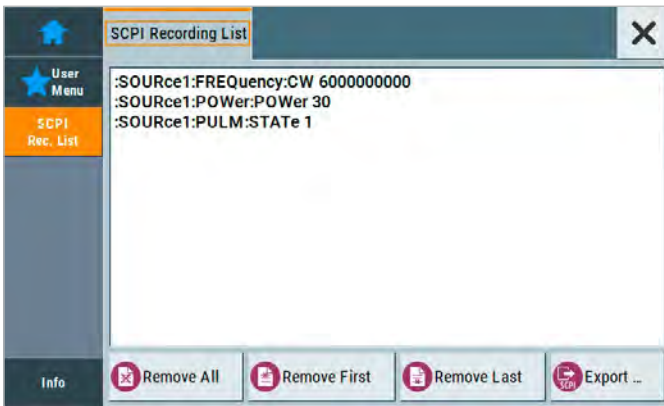 SCPI Recording List
User
Menu
SCPI
Rec. List
:SOURce1:FREQuency:CW 6000000000
:SOURce1:POWer:POWer 30
:SOURce1:PULM:STATe 1
Info
Remove All
Remove First
Remove Last
SCPI
Export ...